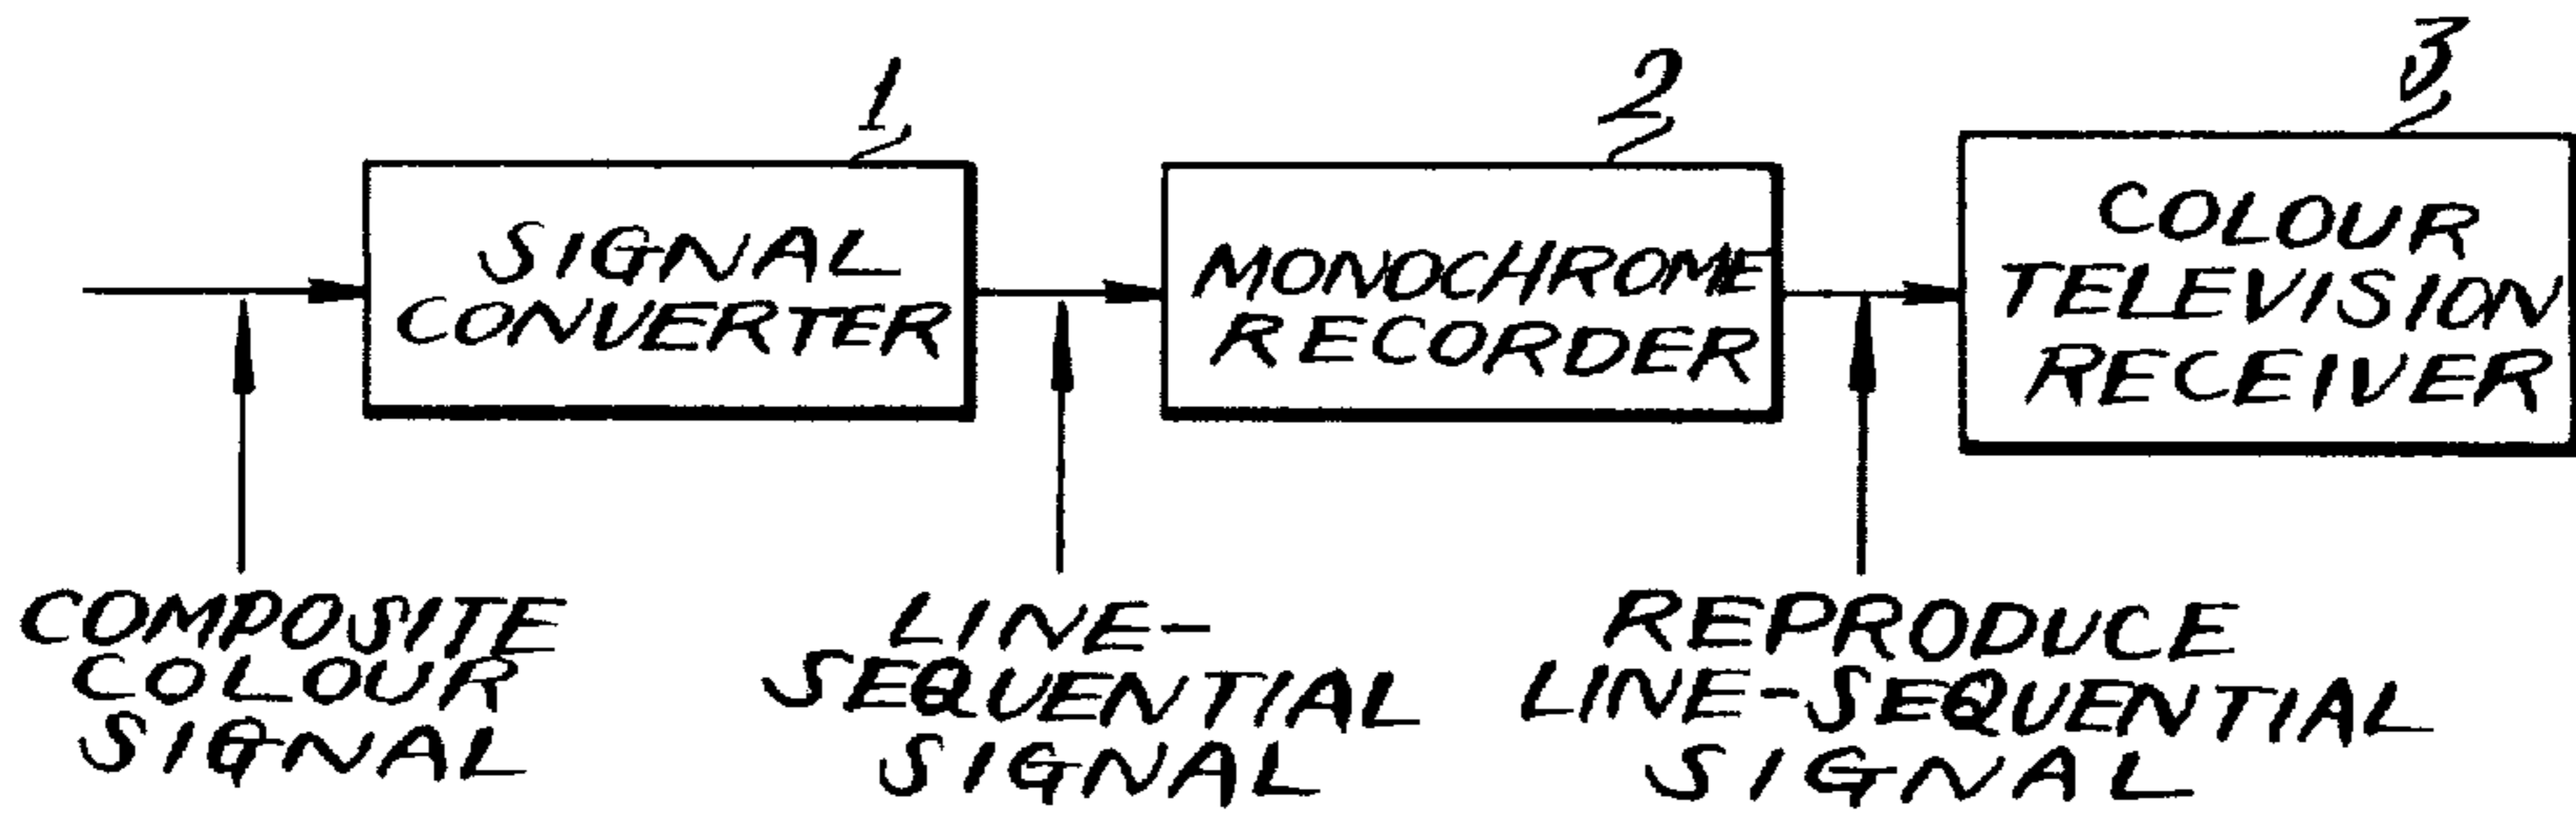 1
2
3
SIGNAL
CONVERTER
MONOCHROME
RECORDER
COLOUR
TELEVISION
RECEIVER
COMPOSITE
COLOUR
SIGNAL
LINE-
SEQUENTIAL
SIGNAL
REPRODUCE
LINE-SEQUENTIAL
SIGNAL